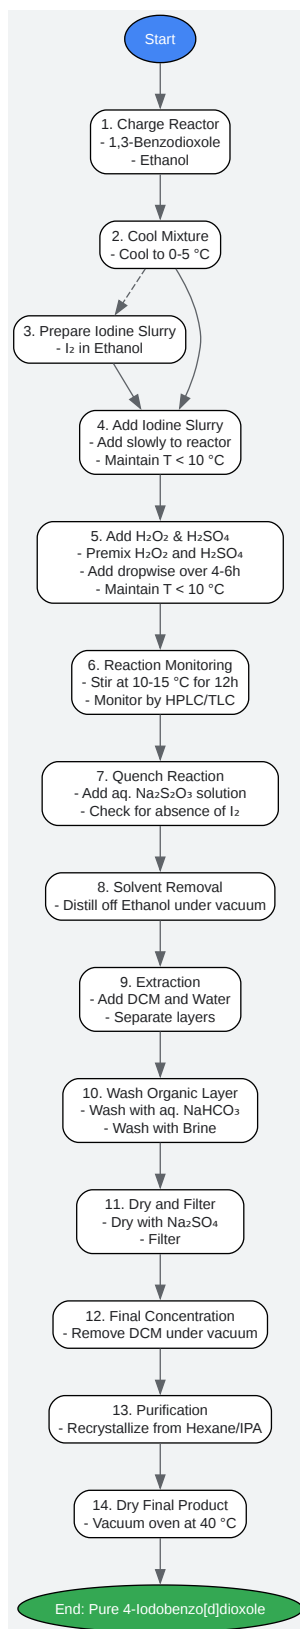 Start
1. Charge Reactor
- 1,3-Benzodioxole
- Ethanol
2. Cool Mixture
- Cool to 0-5 °C
3. Prepare Iodine Slurry
- I₂ in Ethanol
4. Add Iodine Slurry
- Add slowly to reactor
- Maintain T < 10 °C
5. Add H₂O₂ & H₂SO₄
- Premix H₂O₂ and H₂SO₄
- Add dropwise over 4-6h
- Maintain T < 10 °C
6. Reaction Monitoring
- Stir at 10-15 °C for 12h
- Monitor by HPLC/TLC
7. Quench Reaction
- Add aq. Na₂S₂O₃ solution
- Check for absence of I₂
8. Solvent Removal
- Distill off Ethanol under vacuum
9. Extraction
- Add DCM and Water
- Separate layers
10. Wash Organic Layer
- Wash with aq. NaHCO₃
- Wash with Brine
11. Dry and Filter
- Dry with Na₂SO₄
- Filter
12. Final Concentration
- Remove DCM under vacuum
13. Purification
- Recrystallize from Hexane/IPA
14. Dry Final Product
- Vacuum oven at 40 °C
End: Pure 4-Iodobenzo[d]dioxole